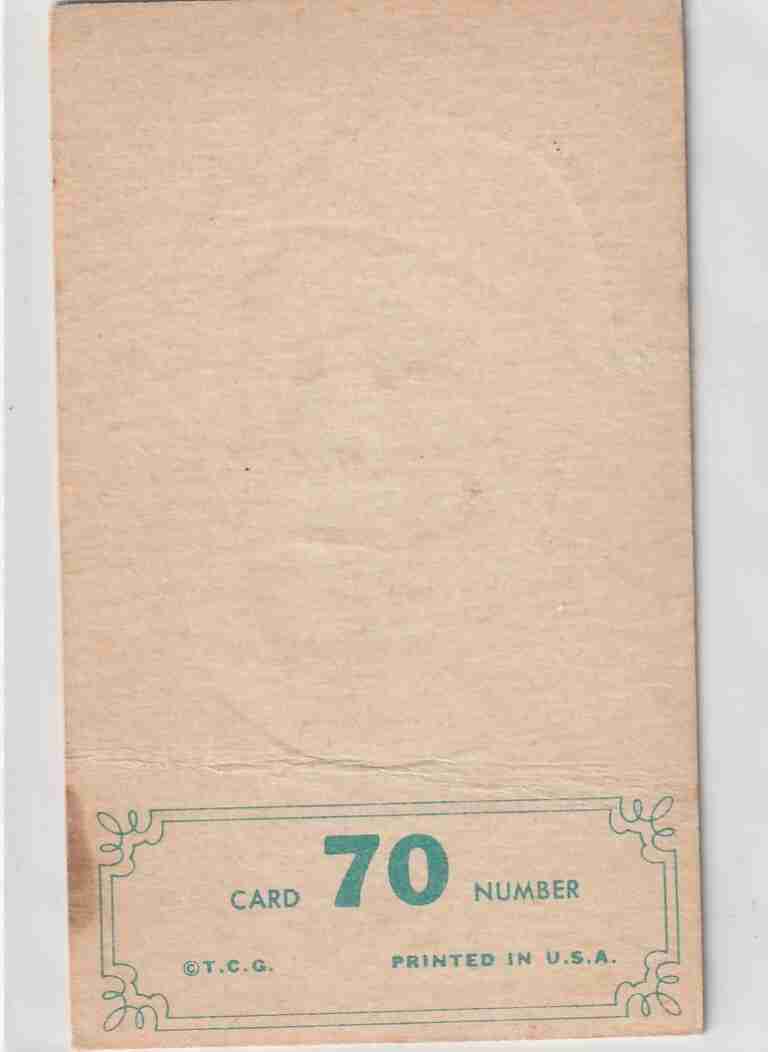 CARD 70 NUMBER
©T.C.G. PRINTED IN U.S.A.